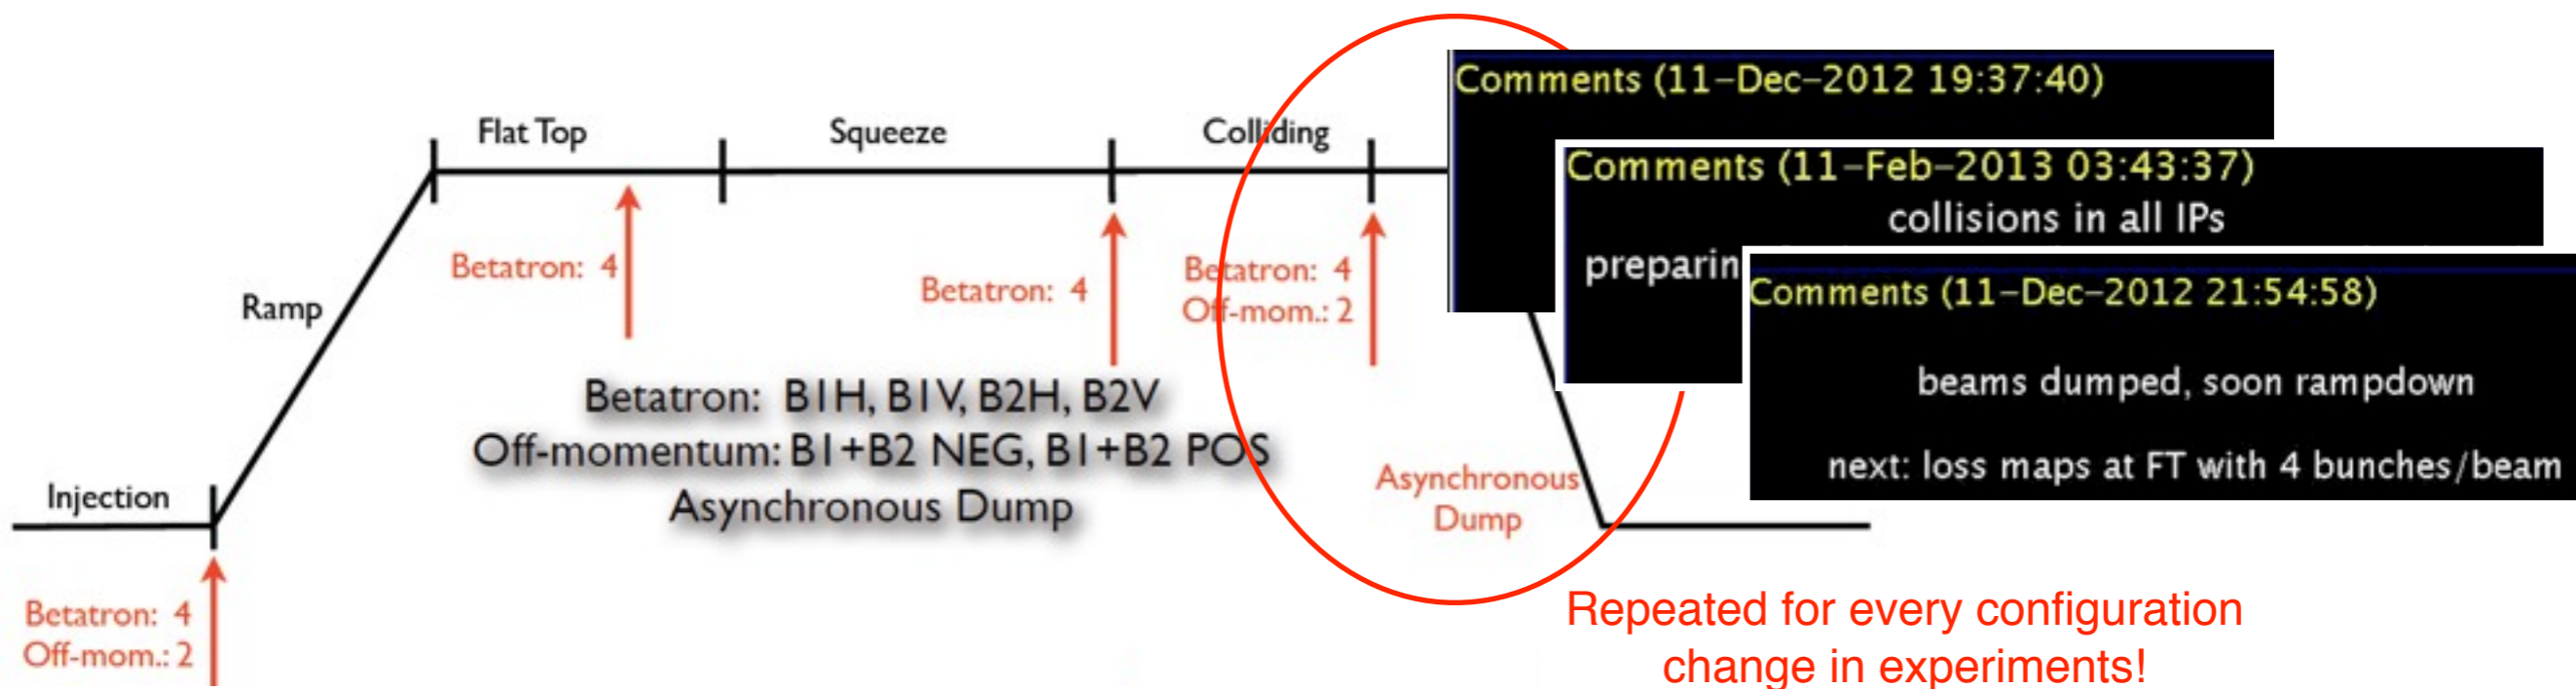 Comments (11-Dec-2012 19:37:40)
Flat Top
Squeeze
Colliding
Comments (11-Feb-2013 03:43:37)
collisions in all IPs
preparin
Comments (11-Dec-2012 21:54:58)
beams dumped, soon rampdown
next: loss maps at FT with 4 bunches/beam
Ramp
Betatron: 4
Betatron: 4
Betatron: 4
Off-mom.: 2
Betatron: B1H, B1V, B2H, B2V
Off-momentum: B1+B2 NEG, B1+B2 POS
Asynchronous Dump
Injection
Asynchronous
Dump
Betatron: 4
Off-mom.: 2
Repeated for every configuration
change in experiments!